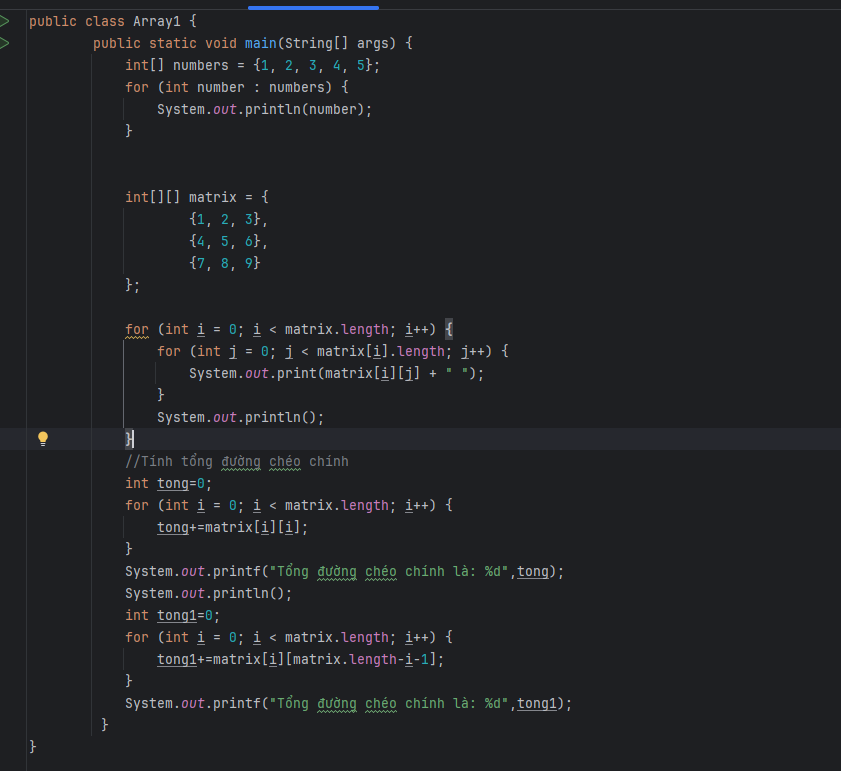 public class Array1 {
public static void main(String[] args) {
int[] numbers = {1, 2, 3, 4, 5};
for (int number : numbers) {
System.out.println(number);
}
int[][] matrix = {
{1, 2, 3},
{4, 5, 6},
{7, 8, 9}
};
for (int i = 0; i < matrix.length; i++) {
for (int j = 0; j < matrix[i].length; j++) {
System.out.print(matrix[i][j] + " ");
}
System.out.println();
}
//Tính tổng đường chéo chính
int tong=0;
for (int i = 0; i < matrix.length; i++) {
tong+=matrix[i][i];
}
System.out.printf("Tổng đường chéo chính là: %d",tong);
System.out.println();
int tong1=0;
for (int i = 0; i < matrix.length; i++) {
tong1+=matrix[i][matrix.length-i-1];
}
System.out.printf("Tổng đường chéo chính là: %d",tong1);
}
}